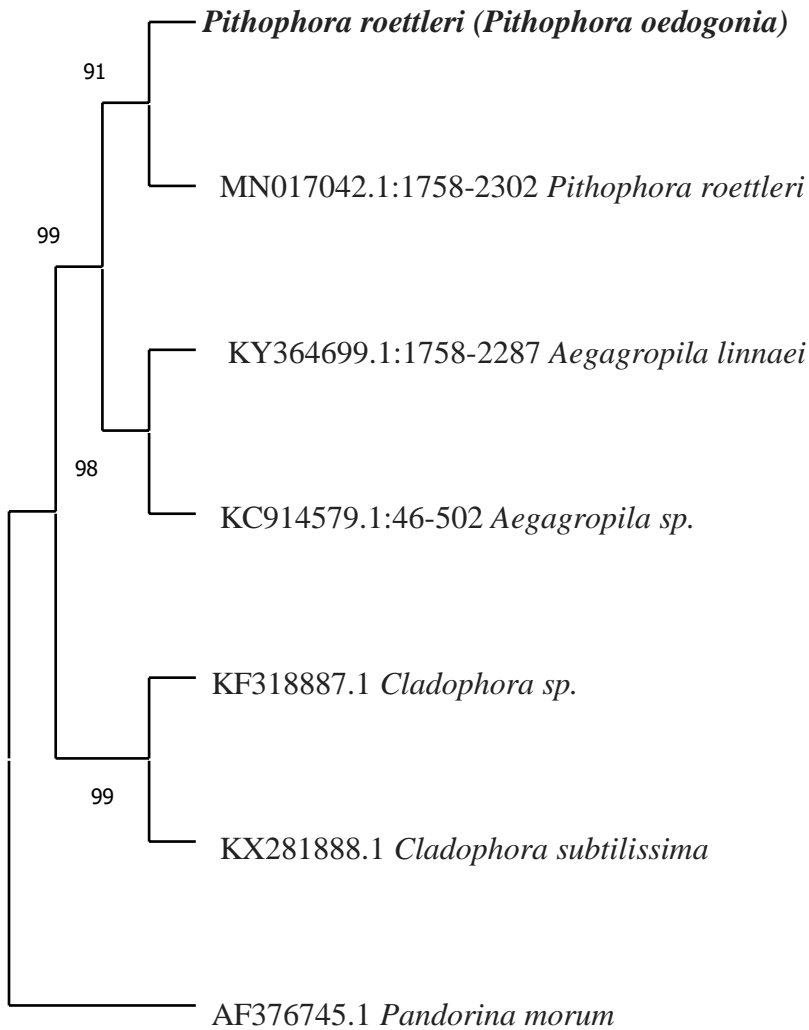 Pithophora roettleri (Pithophora oedogonia)
91
MN017042.1:1758-2302 Pithophora roettleri
99
KY364699.1:1758-2287 Aegagropila linnaei
98
KC914579.1:46-502 Aegagropila sp.
KF318887.1 Cladophora sp.
99
KX281888.1 Cladophora subtilissima
AF376745.1 Pandorina morum